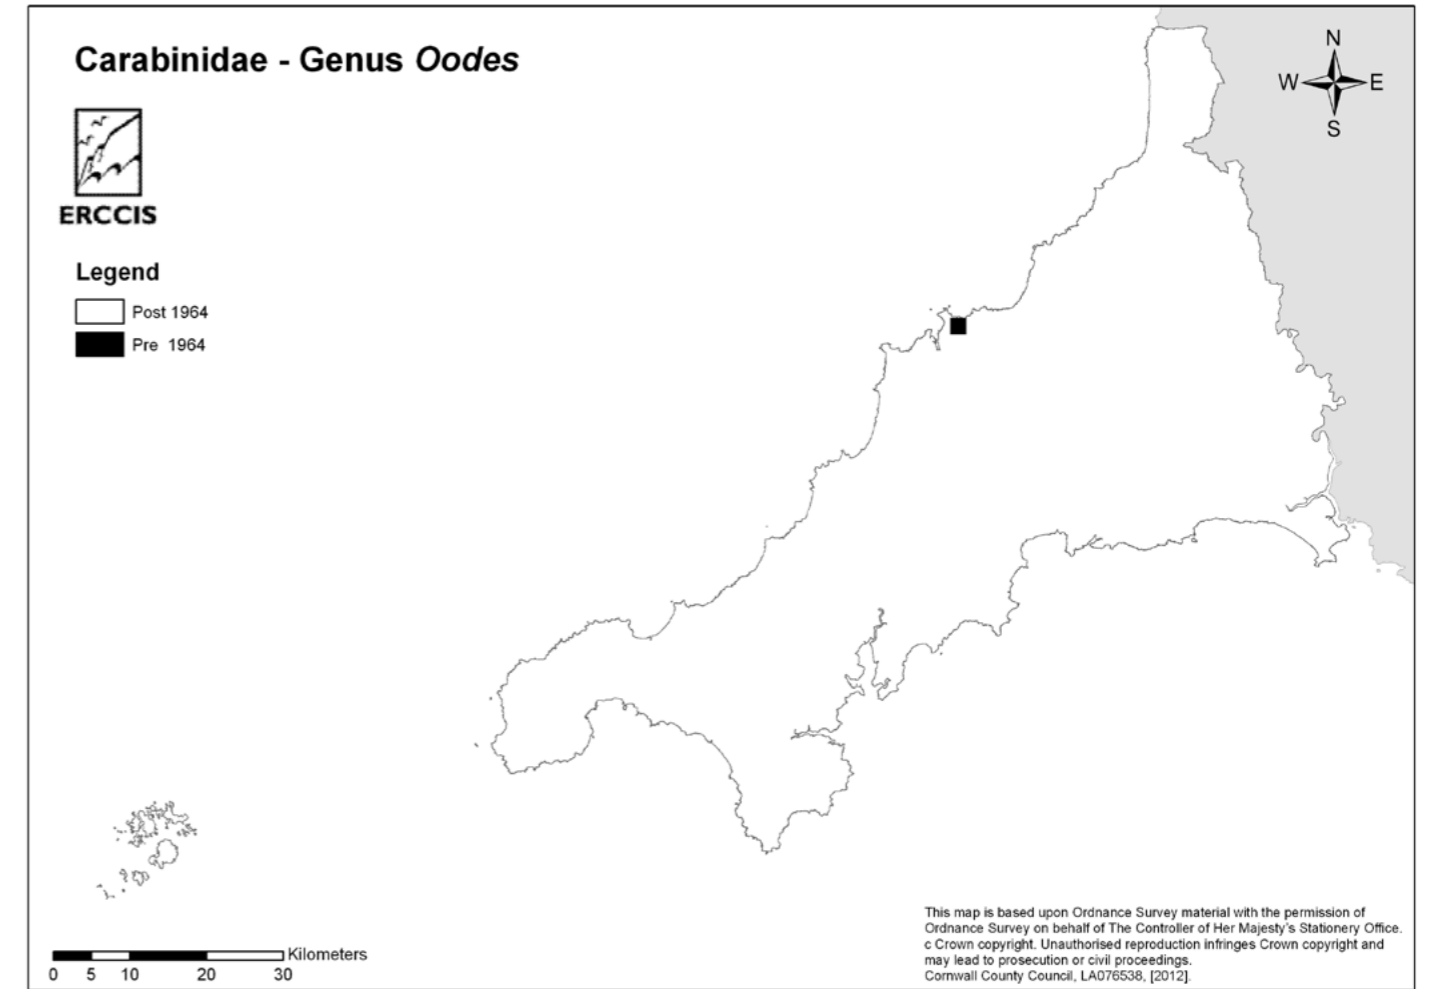 Carabinidae - Genus Oodes
N
W E
S
ERCCIS
Legend
Post 1964
Pre 1964
This map is based upon Ordnance Survey material with the permission of
Ordnance Survey on behalf of The Controller of Her Majesty's Stationery Office.
c Crown copyright. Unauthorised reproduction infringes Crown copyright and
may lead to prosecution or civil proceedings.
Cornwall County Council, LA076538, [2012].
Kilometers
0 5 10 20 30